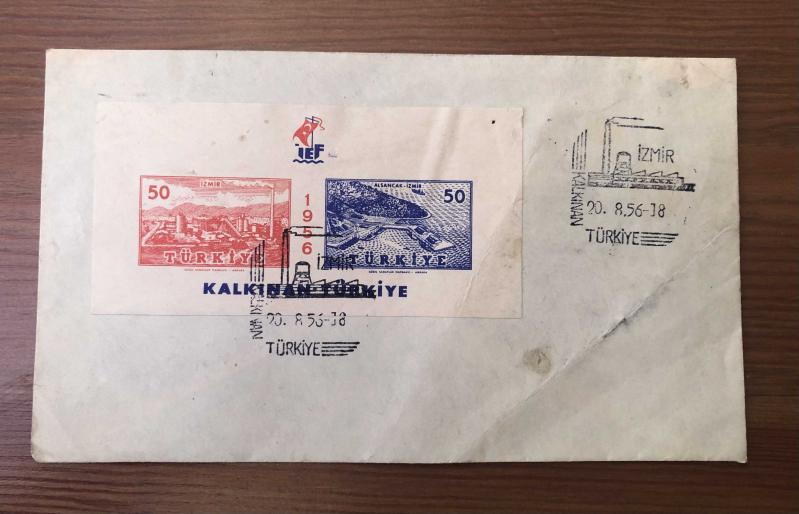 İEF
50
İZMİR
TÜRKİYE
1956
ALSANCAK-İZMİR
50
TÜRKİYE
KALKINAN TÜRKİYE
İZMİR
KALKINAN
20. 8.56-18
TÜRKİYE
İZMİR
KALKINAN
20. 8.56-18
TÜRKİYE